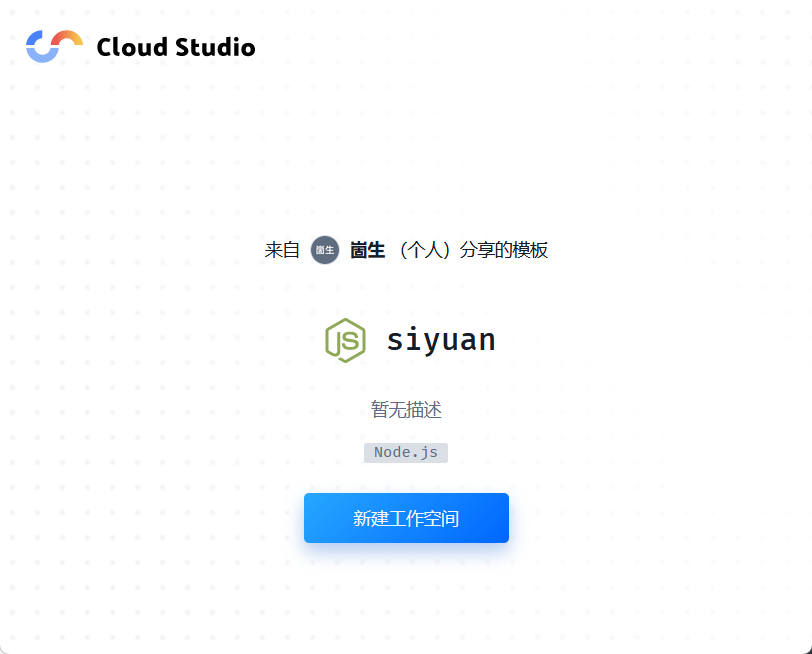 Cloud Studio
来自 崮生 崮生 （个人）分享的模板
JS siyuan
暂无描述
Node.js
新建工作空间